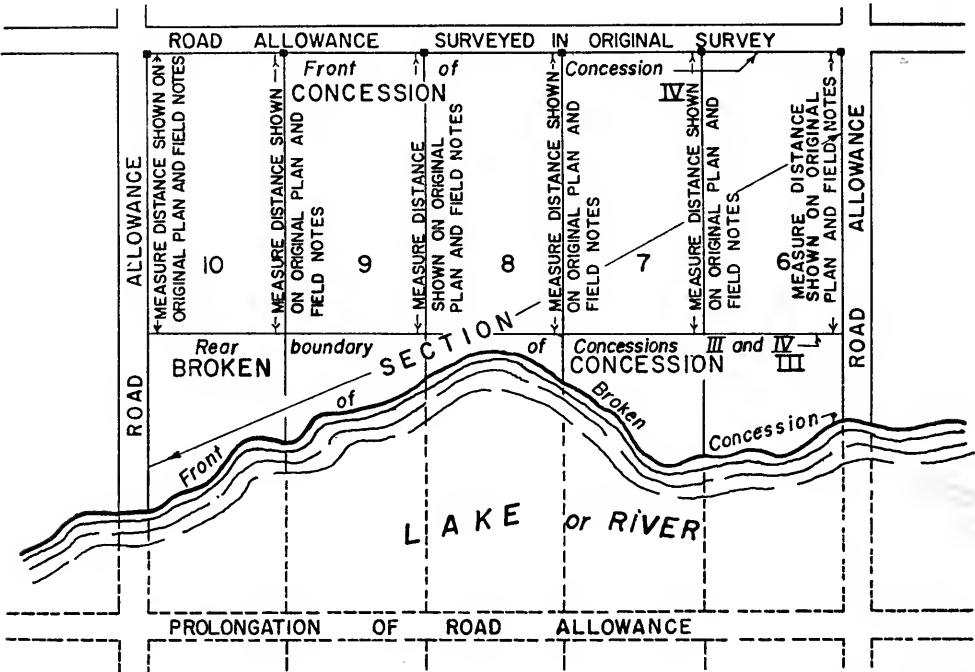 ROAD ALLOWANCE SURVEYED IN ORIGINAL SURVEY
Front of Concession IV
CONCESSION
MEASURE DISTANCE SHOWN ON
ORIGINAL PLAN AND FIELD NOTES
MEASURE DISTANCE SHOWN
ON ORIGINAL PLAN AND
FIELD NOTES
MEASURE DISTANCE
SHOWN ON ORIGINAL
PLAN AND FIELD NOTES
MEASURE DISTANCE SHOWN
ON ORIGINAL PLAN AND
FIELD NOTES
MEASURE DISTANCE SHOWN
ON ORIGINAL PLAN AND
FIELD NOTES
MEASURE DISTANCE
SHOWN ON ORIGINAL
PLAN AND FIELD NOTES
ROAD ALLOWANCE
ROAD ALLOWANCE
10 9 8 7 6
SECTION
Rear boundary of Concessions III and IV
BROKEN CONCESSION III
Front of Broken Concession
LAKE or RIVER
PROLONGATION OF ROAD ALLOWANCE